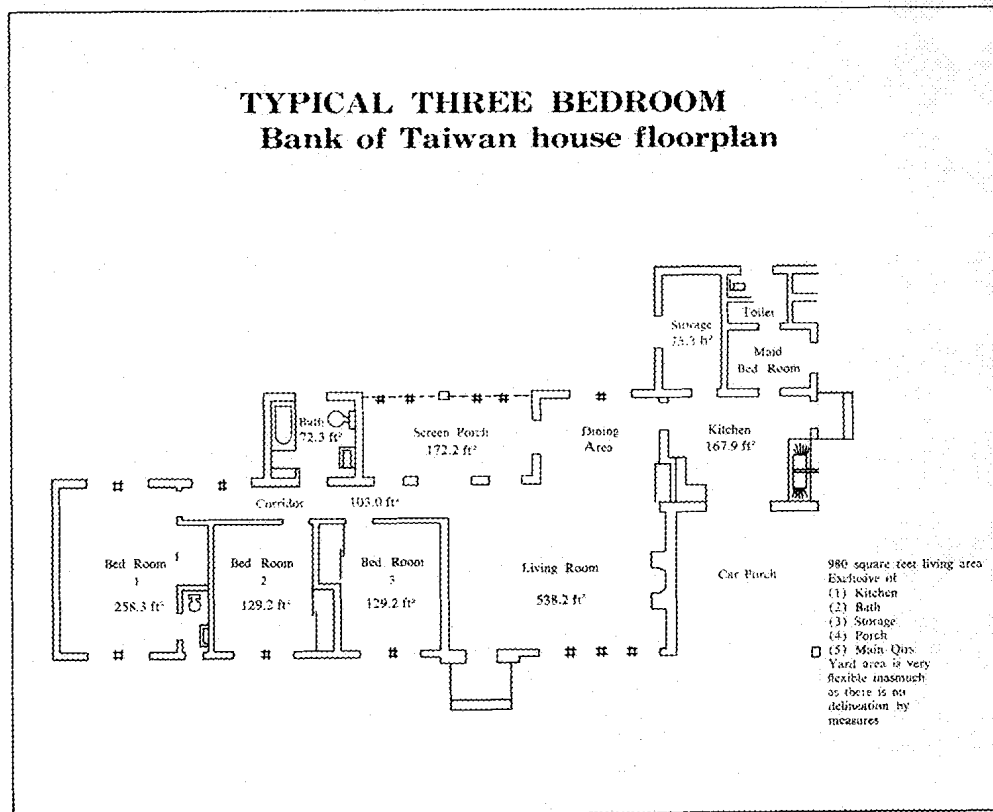 TYPICAL THREE BEDROOM
Bank of Taiwan house floorplan
Storage
75.3 ft²
Toilet
Maid
Bed Room
Bath
72.3 ft²
Screen Porch
172.2 ft²
Dining
Area
Kitchen
167.9 ft²
Corridor 103.0 ft²
Bed Room
1
258.3 ft²
Bed Room
2
129.2 ft²
Bed Room
3
129.2 ft²
Living Room
538.2 ft²
Car Porch
980 square feet living area
Exclusive of
(1) Kitchen
(2) Bath
(3) Storage
(4) Porch
(5) Main Qtrs
Yard area is very
flexible inasmuch
as there is no
delineation by
measures